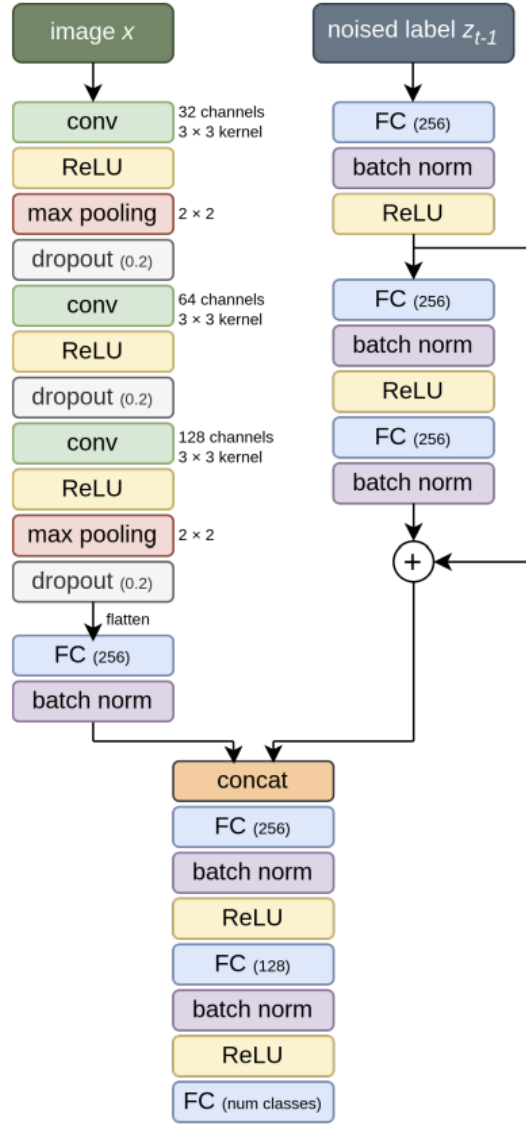 image x
conv
32 channels
3 × 3 kernel
ReLU
max pooling
2 × 2
dropout (0.2)
conv
64 channels
3 × 3 kernel
ReLU
dropout (0.2)
conv
128 channels
3 × 3 kernel
ReLU
max pooling
2 × 2
dropout (0.2)
flatten
FC (256)
batch norm
noised label z_{t-1}
FC (256)
batch norm
ReLU
FC (256)
batch norm
ReLU
FC (256)
batch norm
+
concat
FC (256)
batch norm
ReLU
FC (128)
batch norm
ReLU
FC (num classes)